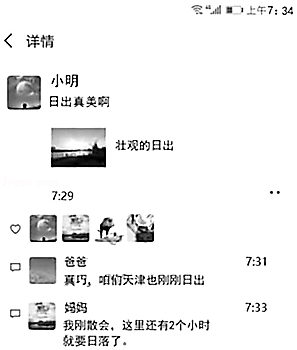 上午7:34
详情
小明
日出真美啊
壮观的日出
7:29
爸爸 7:31
真巧，咱们天津也刚刚日出
妈妈 7:33
我刚散会，这里还有2个小时
就要日落了。